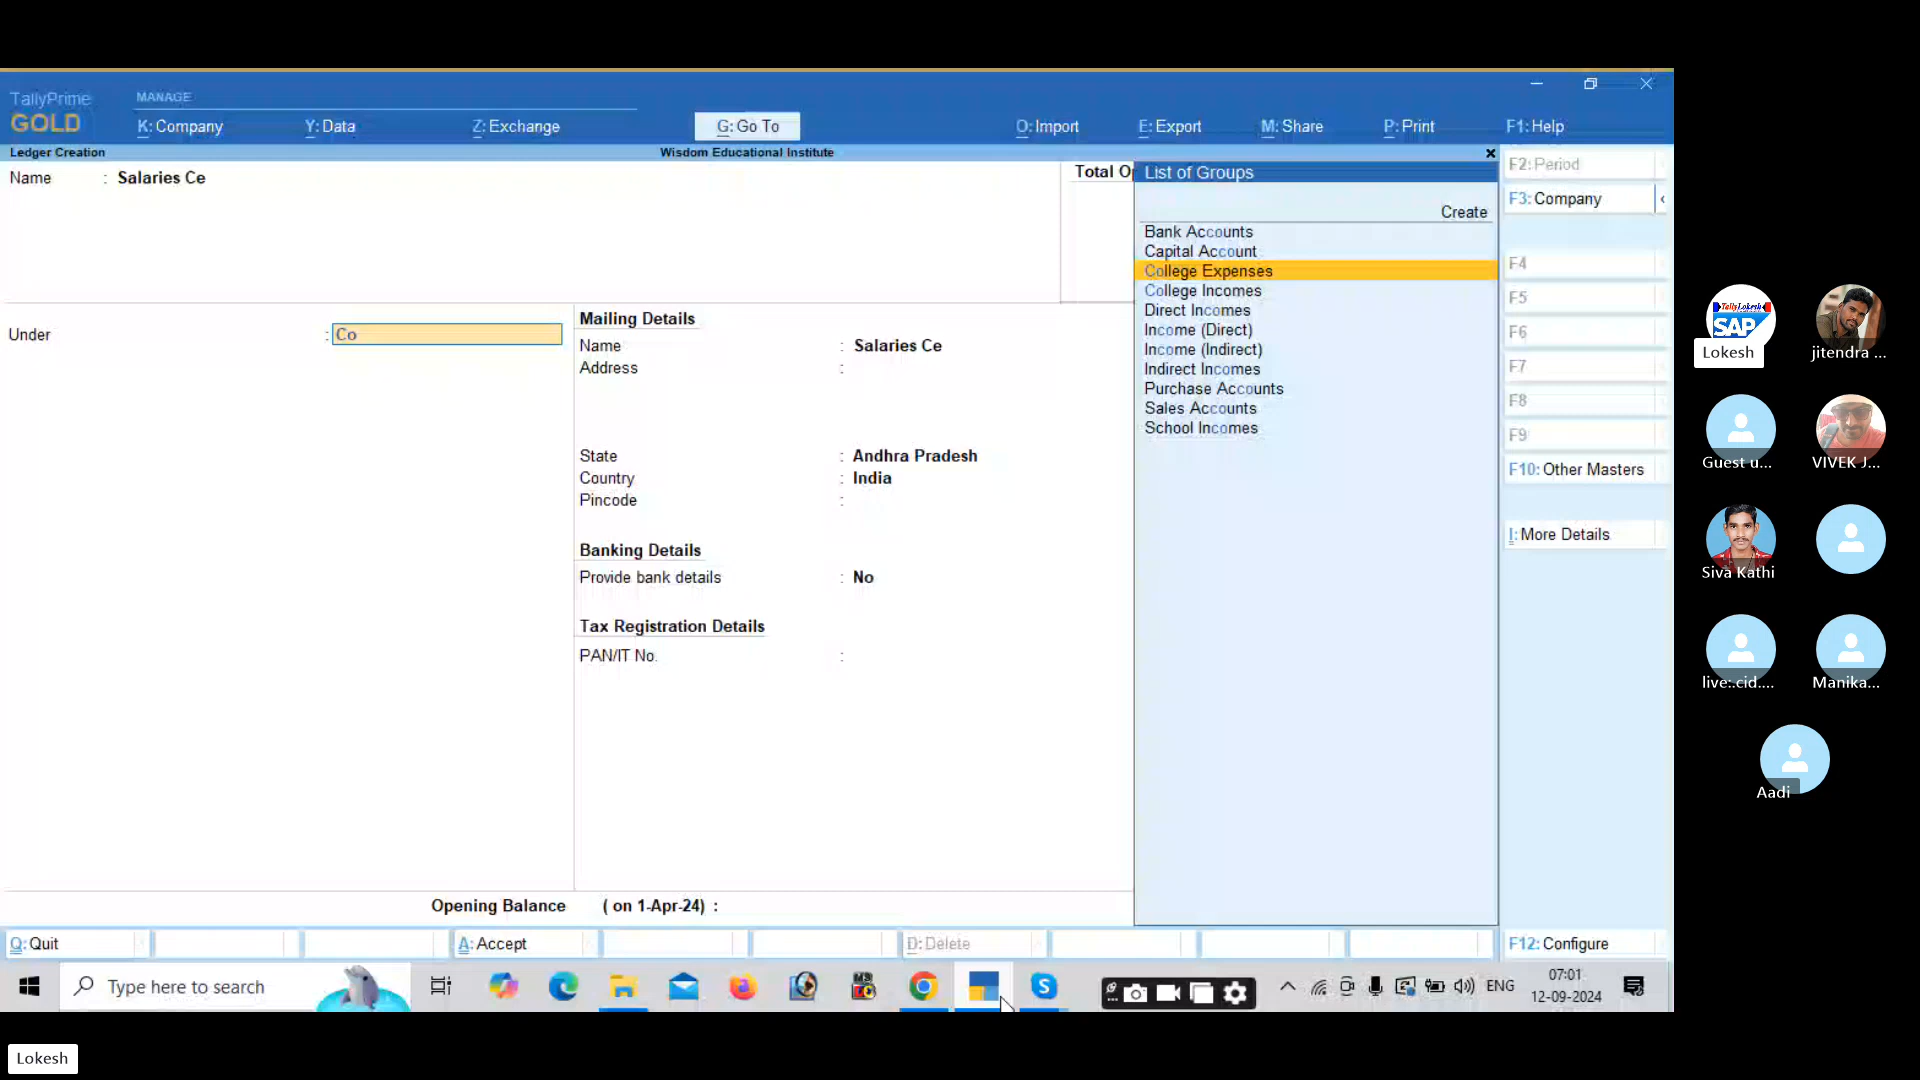 TallyPrime
GOLD
MANAGE
K: Company
Y: Data
Z: Exchange
G: Go To
O: Import
E: Export
M: Share
P: Print
F1: Help
Ledger Creation
Wisdom Educational Institute
Name : Salaries Ce
Total O
List of Groups
Create
Bank Accounts
Capital Account
College Expenses
College Incomes
Direct Incomes
Income (Direct)
Income (Indirect)
Indirect Incomes
Purchase Accounts
Sales Accounts
School Incomes
Under : Co
Mailing Details
Name : Salaries Ce
Address :
State : Andhra Pradesh
Country : India
Pincode :
Banking Details
Provide bank details : No
Tax Registration Details
PAN/IT No. :
Opening Balance ( on 1-Apr-24) :
F2: Period
F3: Company
F4
F5
F6
F7
F8
F9
F10: Other Masters
I: More Details
F12: Configure
Q: Quit
A: Accept
D: Delete
Type here to search
ENG
07:01
12-09-2024
TallyLokesh
SAP
Lokesh
jitendra ...
Guest u...
VIVEK J...
Siva Kathi
live:.cid....
Manika...
Aadi
Lokesh